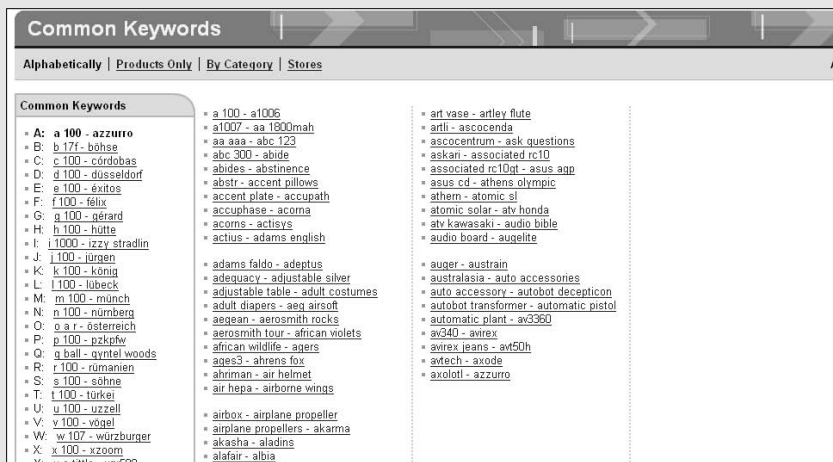 Common Keywords
Alphabetically | Products Only | By Category | Stores
Common Keywords
A: a 100 - azzurro
B: b 17f - böhse
C: c 100 - córdobas
D: d 100 - düsseldorf
E: e 100 - éxitos
F: f 100 - félix
G: g 100 - gérard
H: h 100 - hütte
I: i 1000 - izzy stradlin
J: j 100 - jürgen
K: k 100 - könig
L: l 100 - lübeck
M: m 100 - münch
N: n 100 - nürnberg
O: o a r - österreich
P: p 100 - pzkpfw
Q: q ball - qyntel woods
R: r 100 - rümanien
S: s 100 - söhne
T: t 100 - türkei
U: u 100 - uzzell
V: v 100 - vögel
W: w 107 - würzburger
X: x 100 - xzoom
a 100 - a1006
a1007 - aa 1800mah
aa aaa - abc 123
abc 300 - abide
abides - abstinence
abstr - accent pillows
accent plate - accupath
accuphase - acorna
acorns - actisys
actius - adams english
adams faldo - adeptus
adequacy - adjustable silver
adjustable table - adult costumes
adult diapers - aeg airsoft
aegean - aerosmith rocks
aerosmith tour - african violets
african wildlife - agers
ages3 - ahrens fox
ahriman - air helmet
air hepa - airborne wings
airbox - airplane propeller
airplane propellers - akarma
akasha - aladins
alafair - albia
art vase - artley flute
artli - ascocenda
ascocentrum - ask questions
askari - associated rc10
associated rc10gt - asus agp
asus cd - athens olympic
athern - atomic sl
atomic solar - atv honda
atv kawasaki - audio bible
audio board - augelite
auger - austrain
australasia - auto accessories
auto accessory - autobot decepticon
autobot transformer - automatic pistol
automatic plant - av3360
av340 - avirex
avirex jeans - avt50h
avtech - axode
axolotl - azzurro